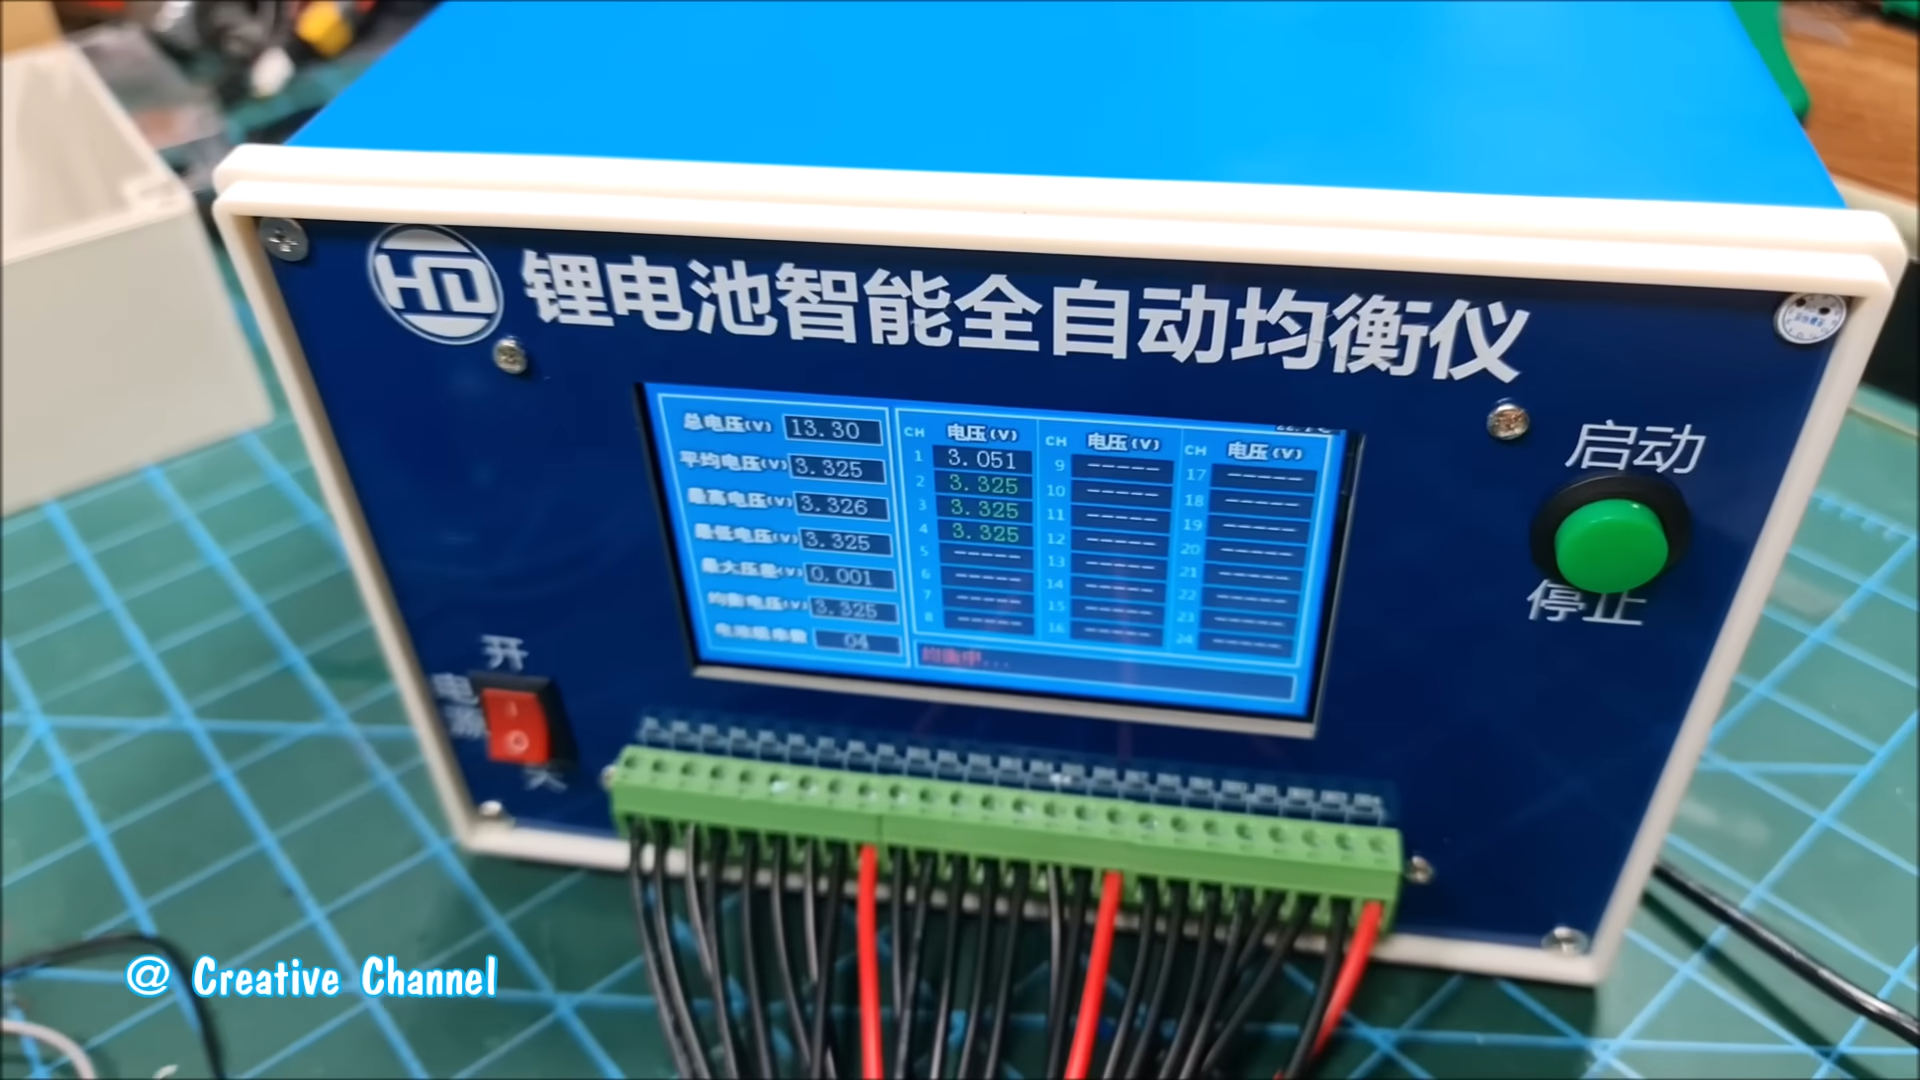 HD 锂电池智能全自动均衡仪
启动
停止
开
电源
关
总电压(V) 13.30
平均电压(V) 3.325
最高电压(V) 3.326
最低电压(V) 3.325
最大压差(V) 0.001
均衡电压(V) 3.325
电池组串数 04
CH 电压(V) CH 电压(V) CH 电压(V)
1 3.051 9 ----- 17 -----
2 3.325 10 ----- 18 -----
3 3.325 11 ----- 19 -----
4 3.325 12 ----- 20 -----
5 ----- 13 ----- 21 -----
6 ----- 14 ----- 22 -----
7 ----- 15 ----- 23 -----
8 ----- 16 ----- 24 -----
均衡中...
I
O
@ Creative Channel